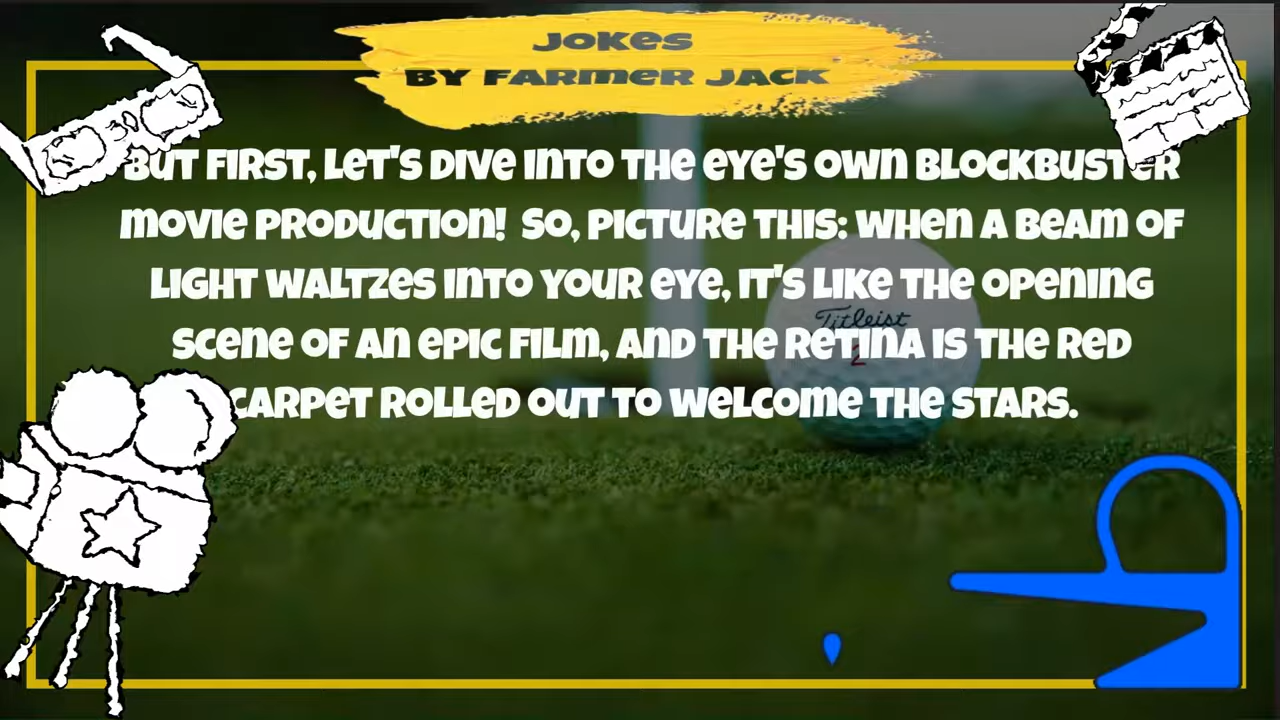 JOKES
BY FARMER JACK
BUT FIRST, LET'S DIVE INTO THE EYE'S OWN BLOCKBUSTER
MOVIE PRODUCTION! SO, PICTURE THIS: WHEN A BEAM OF
LIGHT WALTZES INTO YOUR EYE, IT'S LIKE THE OPENING
SCENE OF AN EPIC FILM, AND THE RETINA IS THE RED
CARPET ROLLED OUT TO WELCOME THE STARS.
Titleist
2